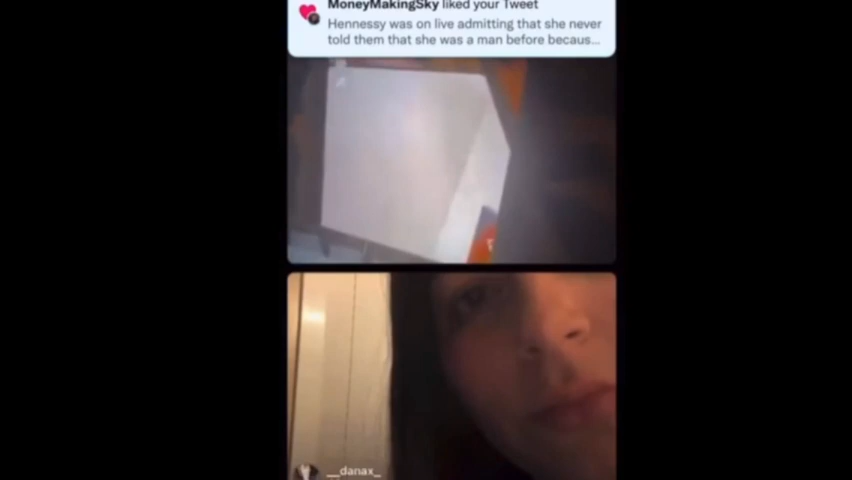 MoneyMakingSky liked your Tweet
Hennessy was on live admitting that she never
told them that she was a man before becaus...
__danax_